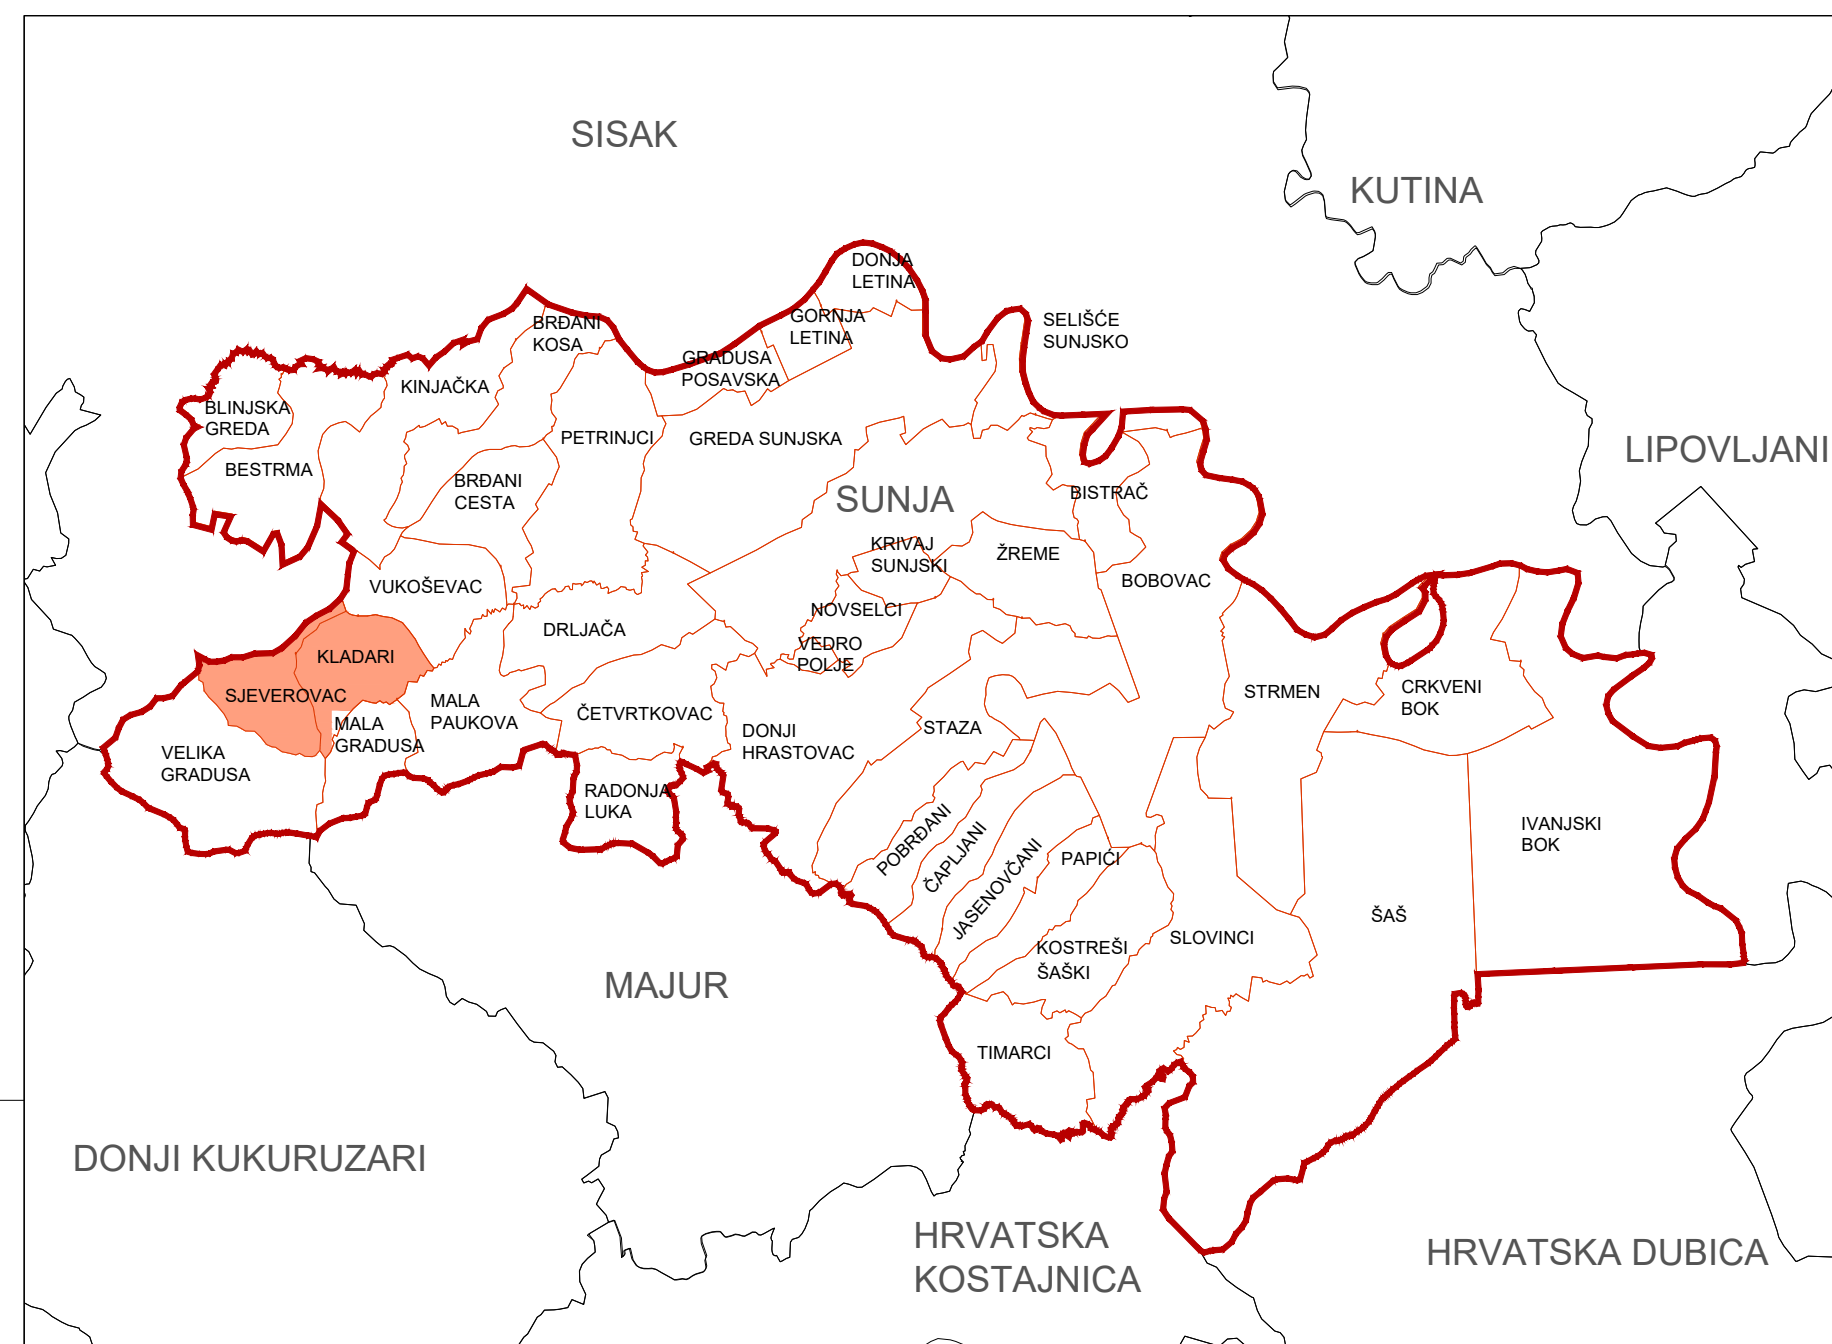 SISAK
KUTINA
DONJA
LETINA
GORNJA
LETINA
SELIŠĆE
SUNJSKO
BRĐANI
KOSA
GRADUSA
POSAVSKA
KINJAČKA
BLINJSKA
GREDA
PETRINJCI
GREDA SUNJSKA
LIPOVLJANI
BESTRMA
BRĐANI
CESTA
SUNJA
BISTRAČ
KRIVAJ
SUNJSKI
ŽREME
VUKOŠEVAC
BOBOVAC
NOVSELCI
DRLJAČA
VEDRO
POLJE
KLADARI
SJEVEROVAC
STRMEN
CRKVENI
BOK
MALA
PAUKOVA
ČETVRTKOVAC
MALA
GRADUSA
DONJI
HRASTOVAC
STAZA
VELIKA
GRADUSA
RADONJA
LUKA
POBRĐANI
ČAPLJANI
JASENOVČANI
PAPIĆI
IVANJSKI
BOK
ŠAŠ
KOSTREŠI
ŠAŠKI
SLOVINCI
MAJUR
TIMARCI
DONJI KUKURUZARI
HRVATSKA
KOSTAJNICA
HRVATSKA DUBICA